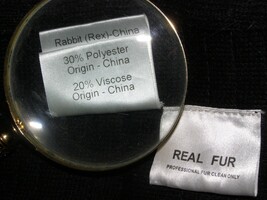 Rabbit (Rex)-China
30% Polyester
Origin - China
20% Viscose
Origin - China
REAL FUR
PROFESSIONAL FUR CLEAN ONLY